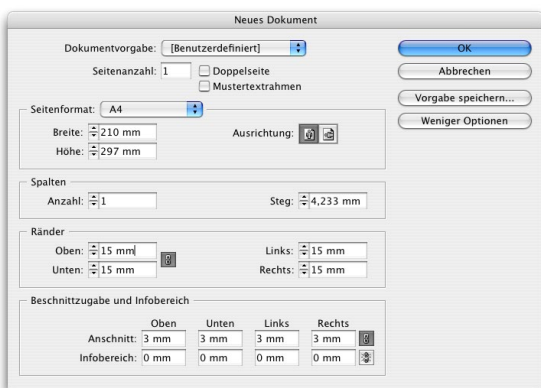 Neues Dokument
Dokumentvorgabe: [Benutzerdefiniert]
OK
Seitenanzahl: 1 Doppelseite
Abbrechen
Mustertextrahmen
Vorgabe speichern...
Seitenformat: A4
Weniger Optionen
Breite: 210 mm Ausrichtung:
Höhe: 297 mm
Spalten
Anzahl: 1 Steg: 4,233 mm
Ränder
Oben: 15 mm Links: 15 mm
Unten: 15 mm Rechts: 15 mm
Beschnittzugabe und Infobereich
Oben Unten Links Rechts
Anschnitt: 3 mm 3 mm 3 mm 3 mm
Infobereich: 0 mm 0 mm 0 mm 0 mm